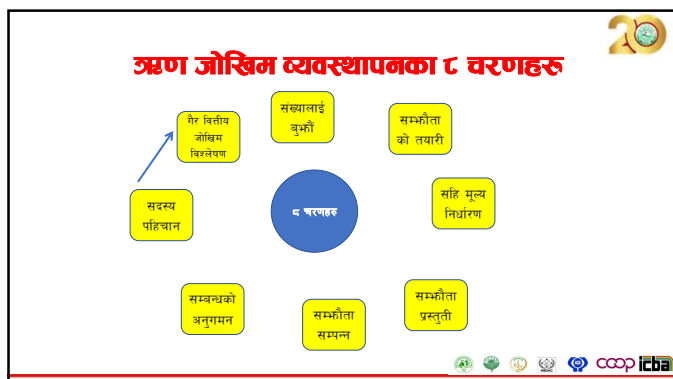 ऋण जोखिम व्यवस्थापनका ८ चरणहरु
२०
सदस्य
पहिचान
गैर बित्तीय
जोखिम
बिश्लेषण
संख्यालाई
बुझौं
सम्झौता
को तयारी
सहि मूल्य
निर्धारण
सम्झौता
प्रस्तुती
सम्झौता
सम्पन्न
सम्बन्धको
अनुगमन
८ चरणहरु
coop
icba